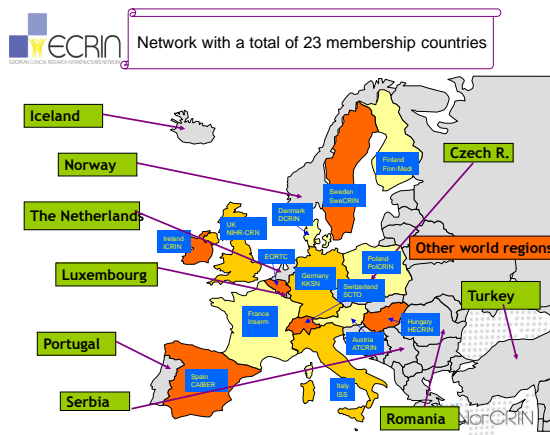 ECRIN
EUROPEAN CLINICAL RESEARCH INFRASTRUCTURES NETWORK
Network with a total of 23 membership countries
Iceland
Norway
The Netherlands
Luxembourg
Portugal
Serbia
Czech R.
Other world regions
Turkey
Romania
Finland
Finn-Medi
Sweden
SweCRIN
Denmark
DCRIN
UK
NIHR-CRN
Ireland
ICRIN
EORTC
Germany
KKSN
Poland
PolCRIN
Switzerland
SCTO
France
Inserm
Hungary
HECRIN
Austria
ATCRIN
Spain
CAIBER
Italy
ISS
NorCRIN